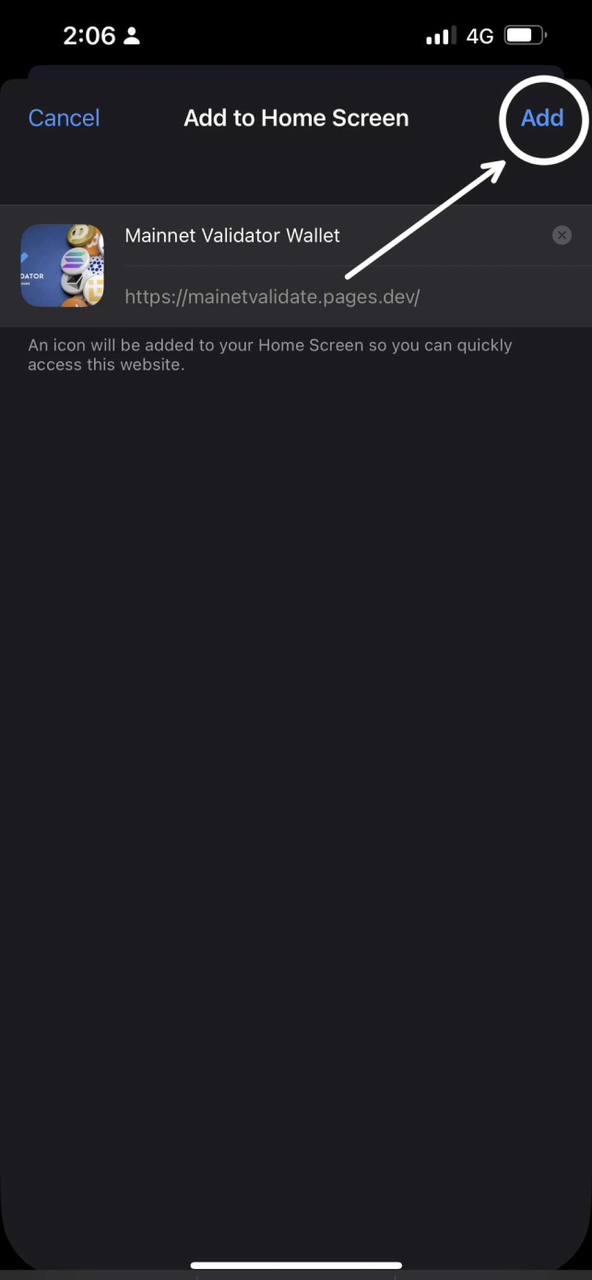 2:06
4G
Cancel
Add to Home Screen
Add
DATOR
Mainnet Validator Wallet
https://mainetvalidate.pages.dev/
An icon will be added to your Home Screen so you can quickly
access this website.